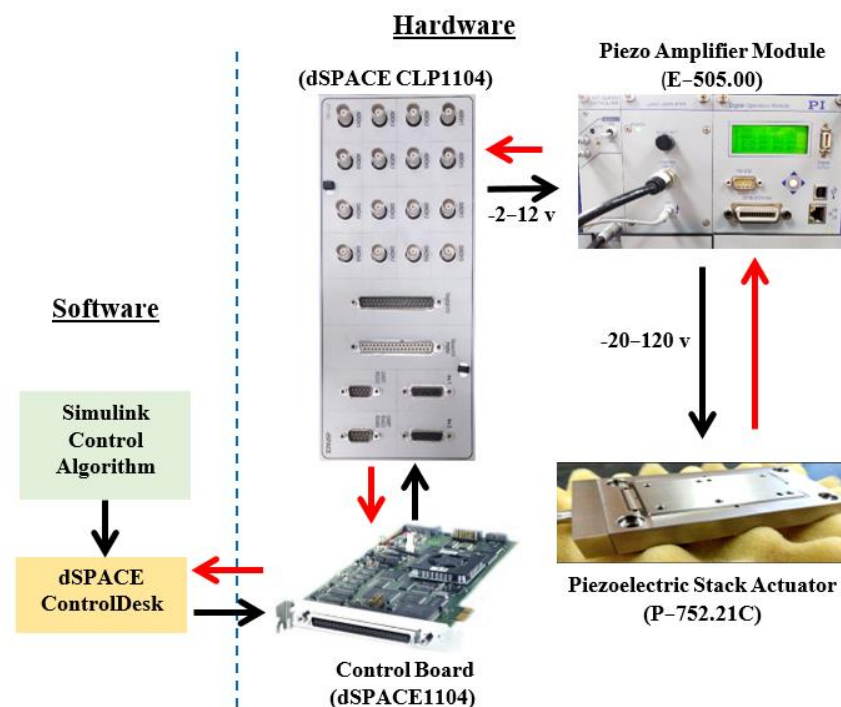 Hardware
(dSPACE CLP1104)
Piezo Amplifier Module
(E–505.00)
PI
-2–12 v
Software
-20–120 v
Simulink
Control
Algorithm
dSPACE
ControlDesk
Piezoelectric Stack Actuator
(P–752.21C)
Control Board
(dSPACE1104)